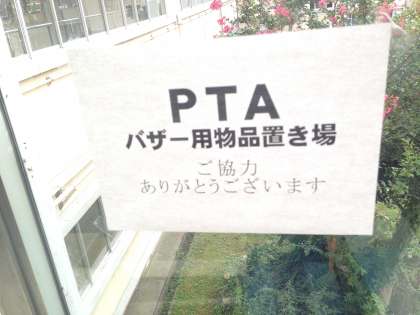 PTA
バザー用物品置き場
ご協力
ありがとうございます